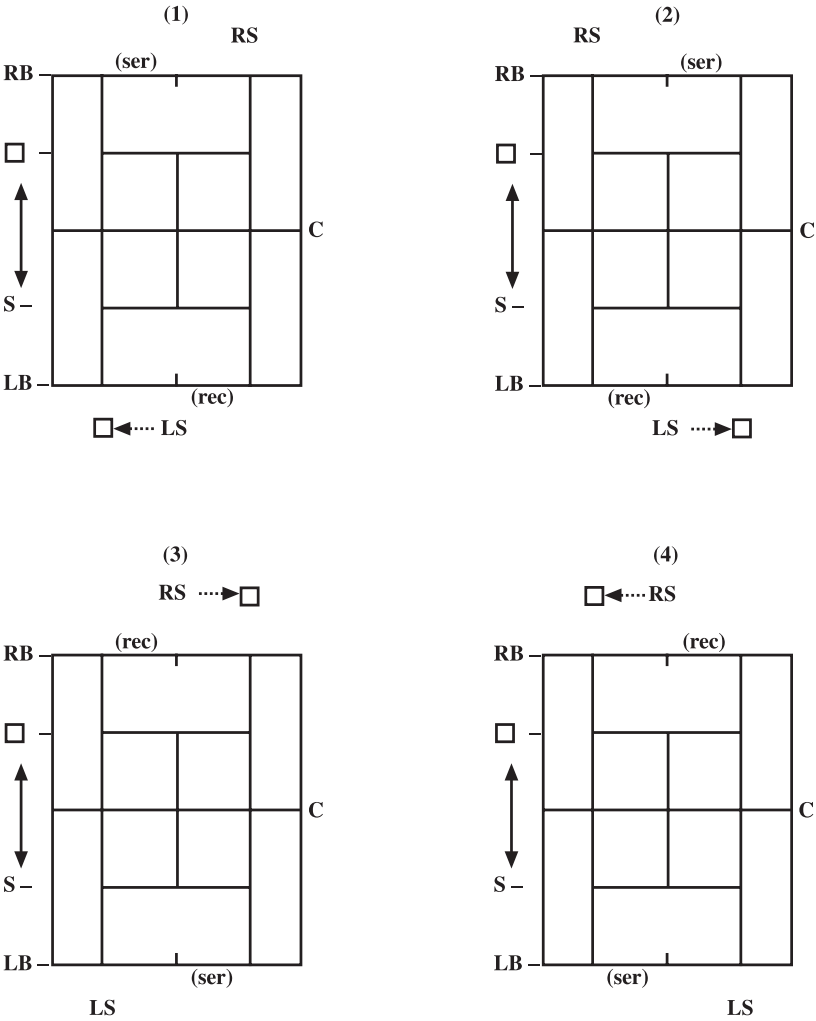 (1)
RS
(ser)
RB
C
S
LB
(rec)
LS
(2)
RS
(ser)
RB
C
S
LB
(rec)
LS
(3)
RS
(rec)
RB
C
S
LB
(ser)
LS
(4)
RS
(rec)
RB
C
S
LB
(ser)
LS